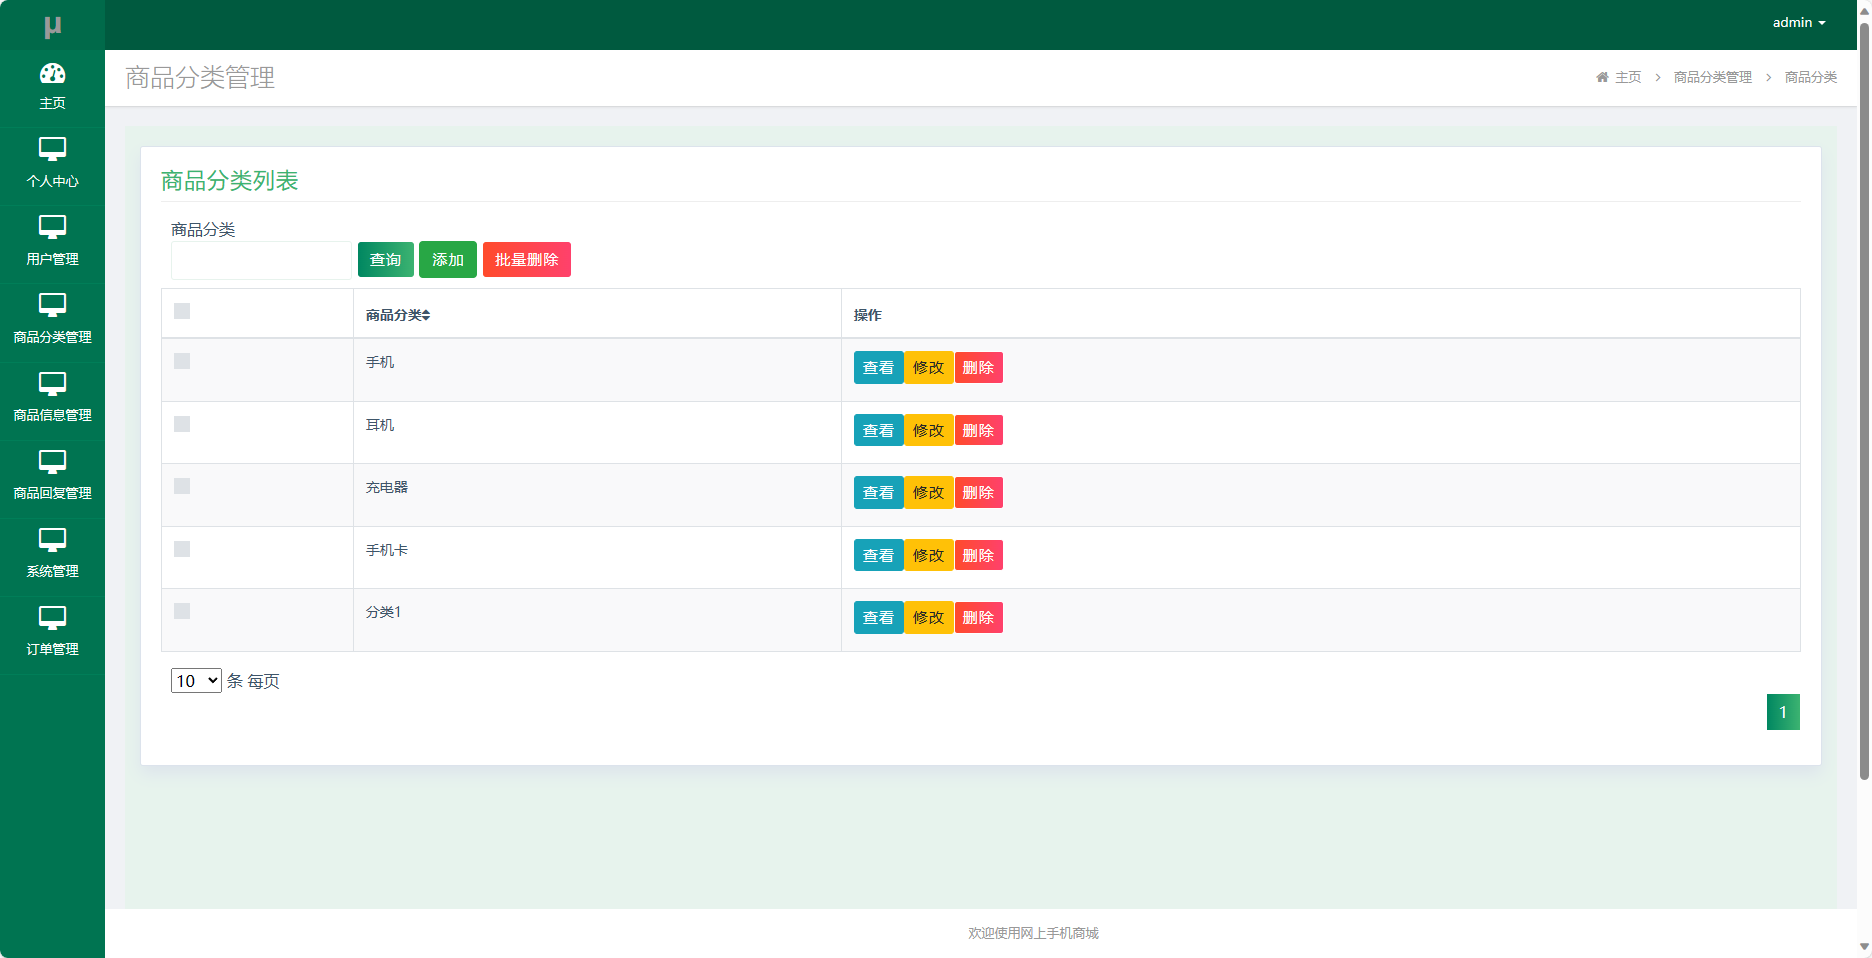 µ
admin
主页
个人中心
用户管理
商品分类管理
商品信息管理
商品回复管理
系统管理
订单管理
商品分类管理
主页 > 商品分类管理 > 商品分类
商品分类列表
商品分类
查询 添加 批量删除
商品分类 操作
手机 查看 修改 删除
耳机 查看 修改 删除
充电器 查看 修改 删除
手机卡 查看 修改 删除
分类1 查看 修改 删除
10 条 每页
1
欢迎使用网上手机商城